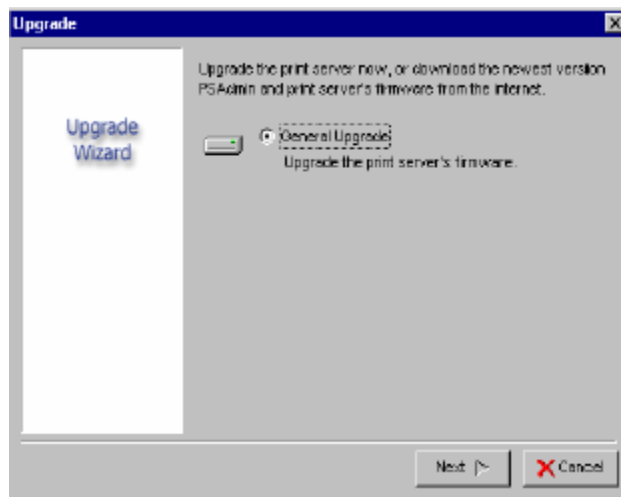 Upgrade
Upgrade the print server now, or download the newest version
PSAdmin and print server's firmware from the internet.
Upgrade
Wizard
General Upgrade
Upgrade the print server's firmware.
Next
Cancel